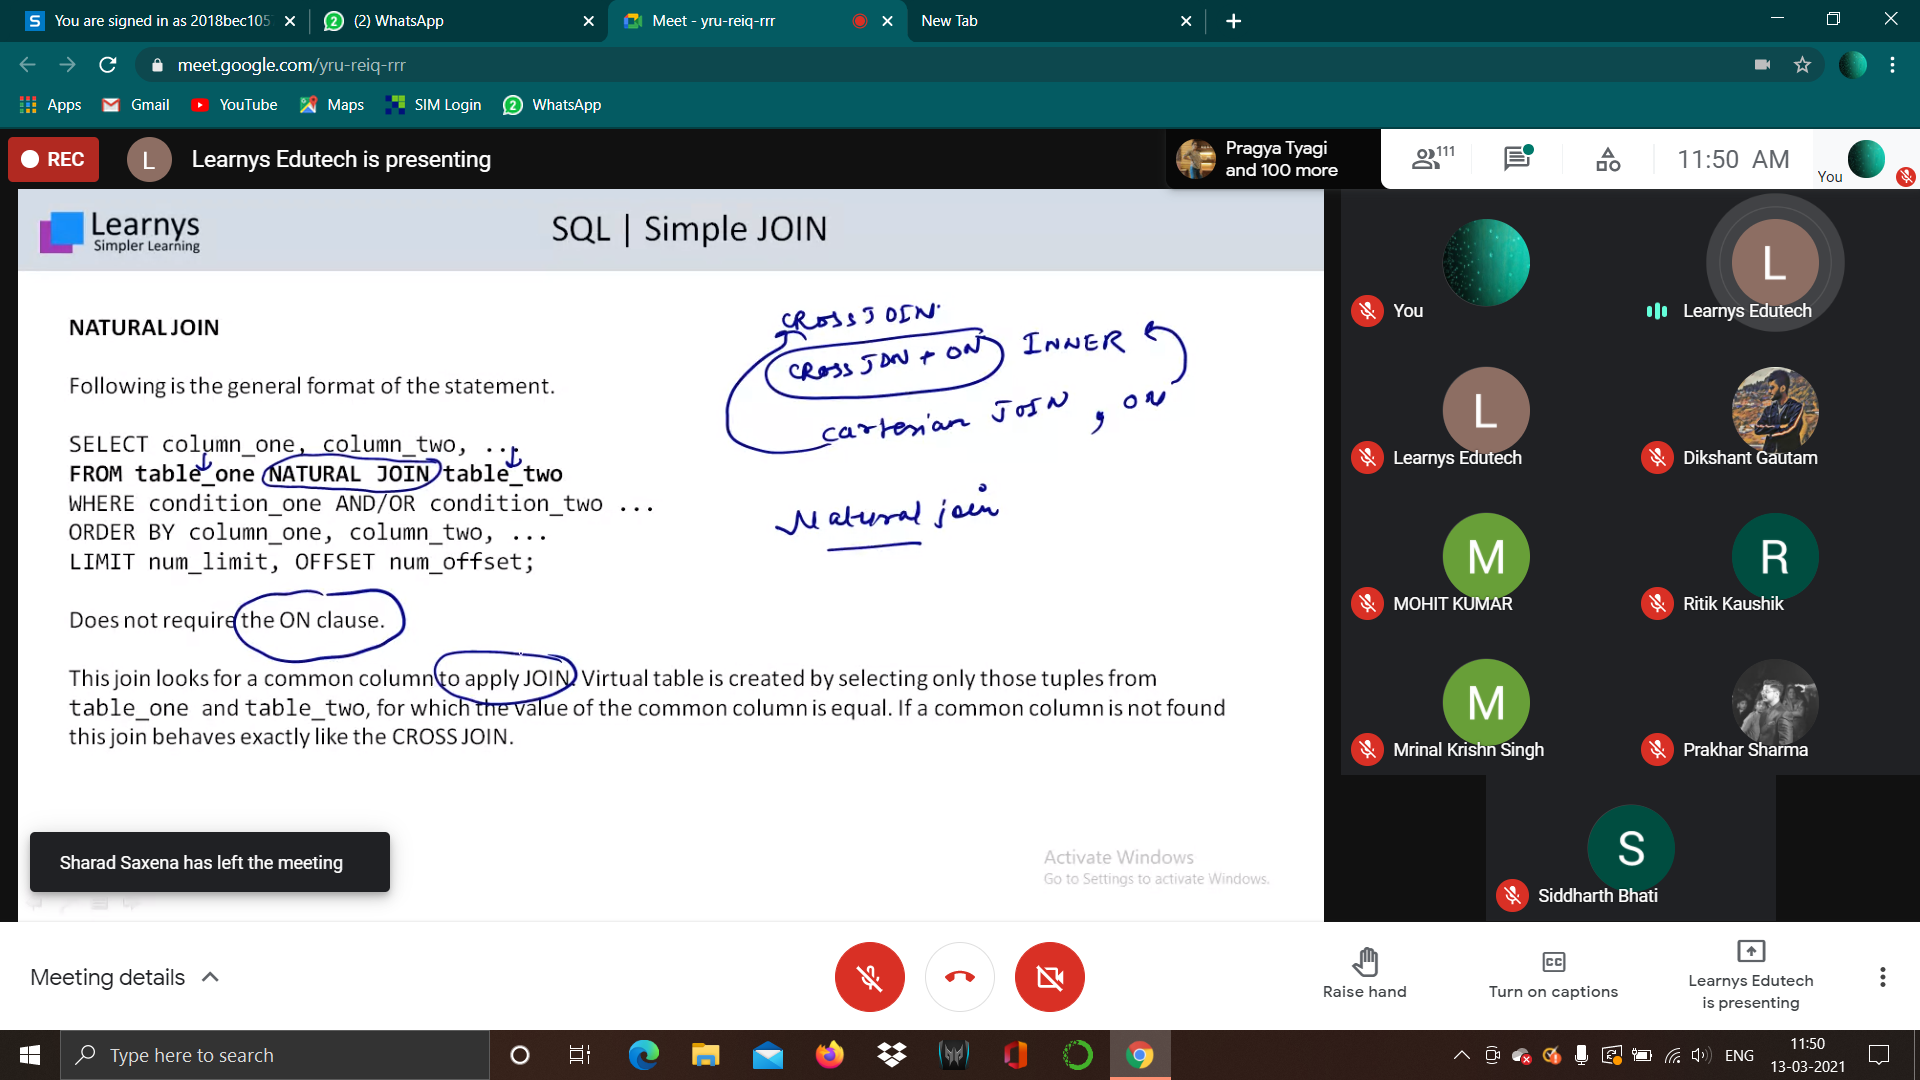 You are signed in as 2018bec105
(2) WhatsApp
Meet - yru-reiq-rrr
New Tab
meet.google.com/yru-reiq-rrr
Apps
Gmail
YouTube
Maps
SIM Login
WhatsApp
REC
L
Learnys Edutech is presenting
Pragya Tyagi
and 100 more
111
11:50 AM
You
Learnys
Simpler Learning
SQL | Simple JOIN
NATURAL JOIN
Following is the general format of the statement.
SELECT column_one, column_two, ...
FROM table_one NATURAL JOIN table_two
WHERE condition_one AND/OR condition_two ...
ORDER BY column_one, column_two, ...
LIMIT num_limit, OFFSET num_offset;
Does not require the ON clause.
This join looks for a common column to apply JOIN. Virtual table is created by selecting only those tuples from
table_one and table_two, for which the value of the common column is equal. If a common column is not found
this join behaves exactly like the CROSS JOIN.
CROSS JOIN
CROSS JOIN + ON INNER
cartesian JOIN , ON
Natural join
Sharad Saxena has left the meeting
Activate Windows
Go to Settings to activate Windows.
You
L
Learnys Edutech
L
Learnys Edutech
Dikshant Gautam
M
MOHIT KUMAR
R
Ritik Kaushik
M
Mrinal Krishn Singh
Prakhar Sharma
S
Siddharth Bhati
Meeting details
Raise hand
CC
Turn on captions
Learnys Edutech
is presenting
Type here to search
ENG
11:50
13-03-2021